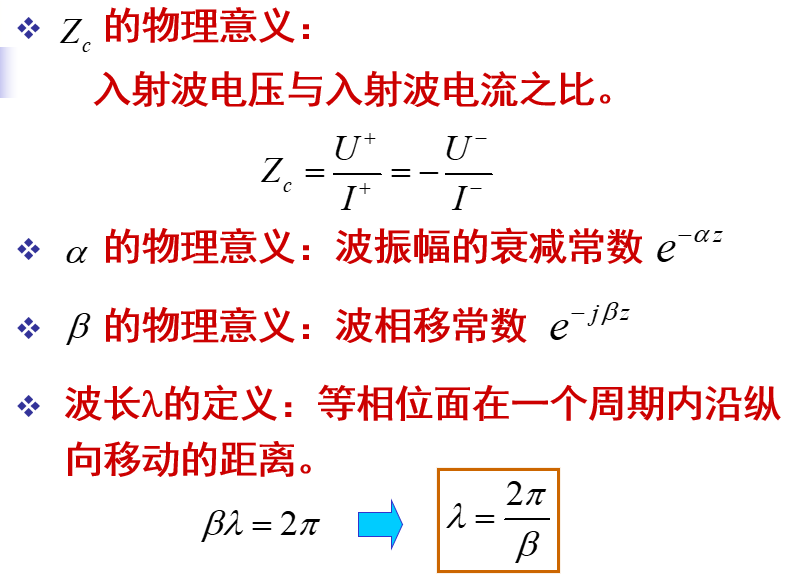 ❖ Z_c 的物理意义：
入射波电压与入射波电流之比。
Z_c = U^+ / I^+ = − U^− / I^−
❖ α 的物理意义：波振幅的衰减常数 e^{−αz}
❖ β 的物理意义：波相移常数 e^{−jβz}
❖ 波长λ的定义：等相位面在一个周期内沿纵
向移动的距离。
βλ = 2π λ = 2π / β